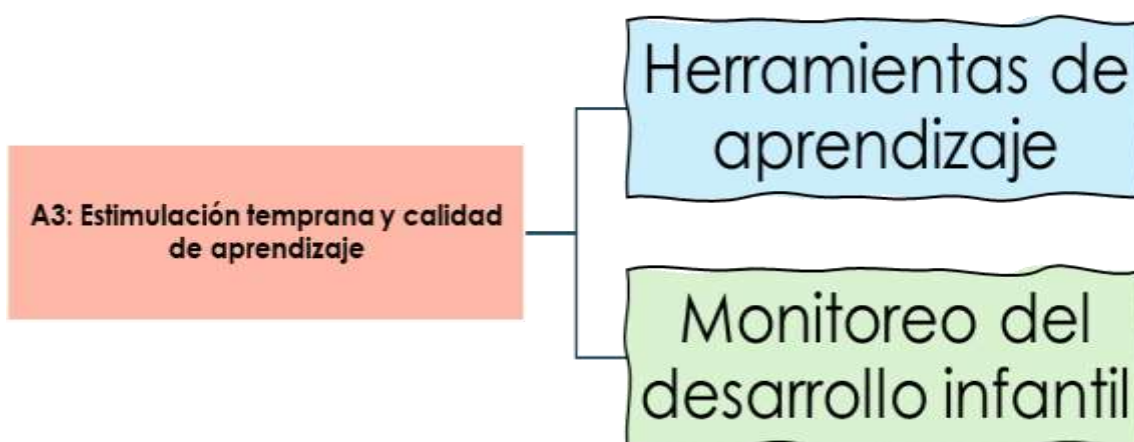 Herramientas de
aprendizaje
A3: Estimulación temprana y calidad
de aprendizaje
Monitoreo del
desarrollo infantil